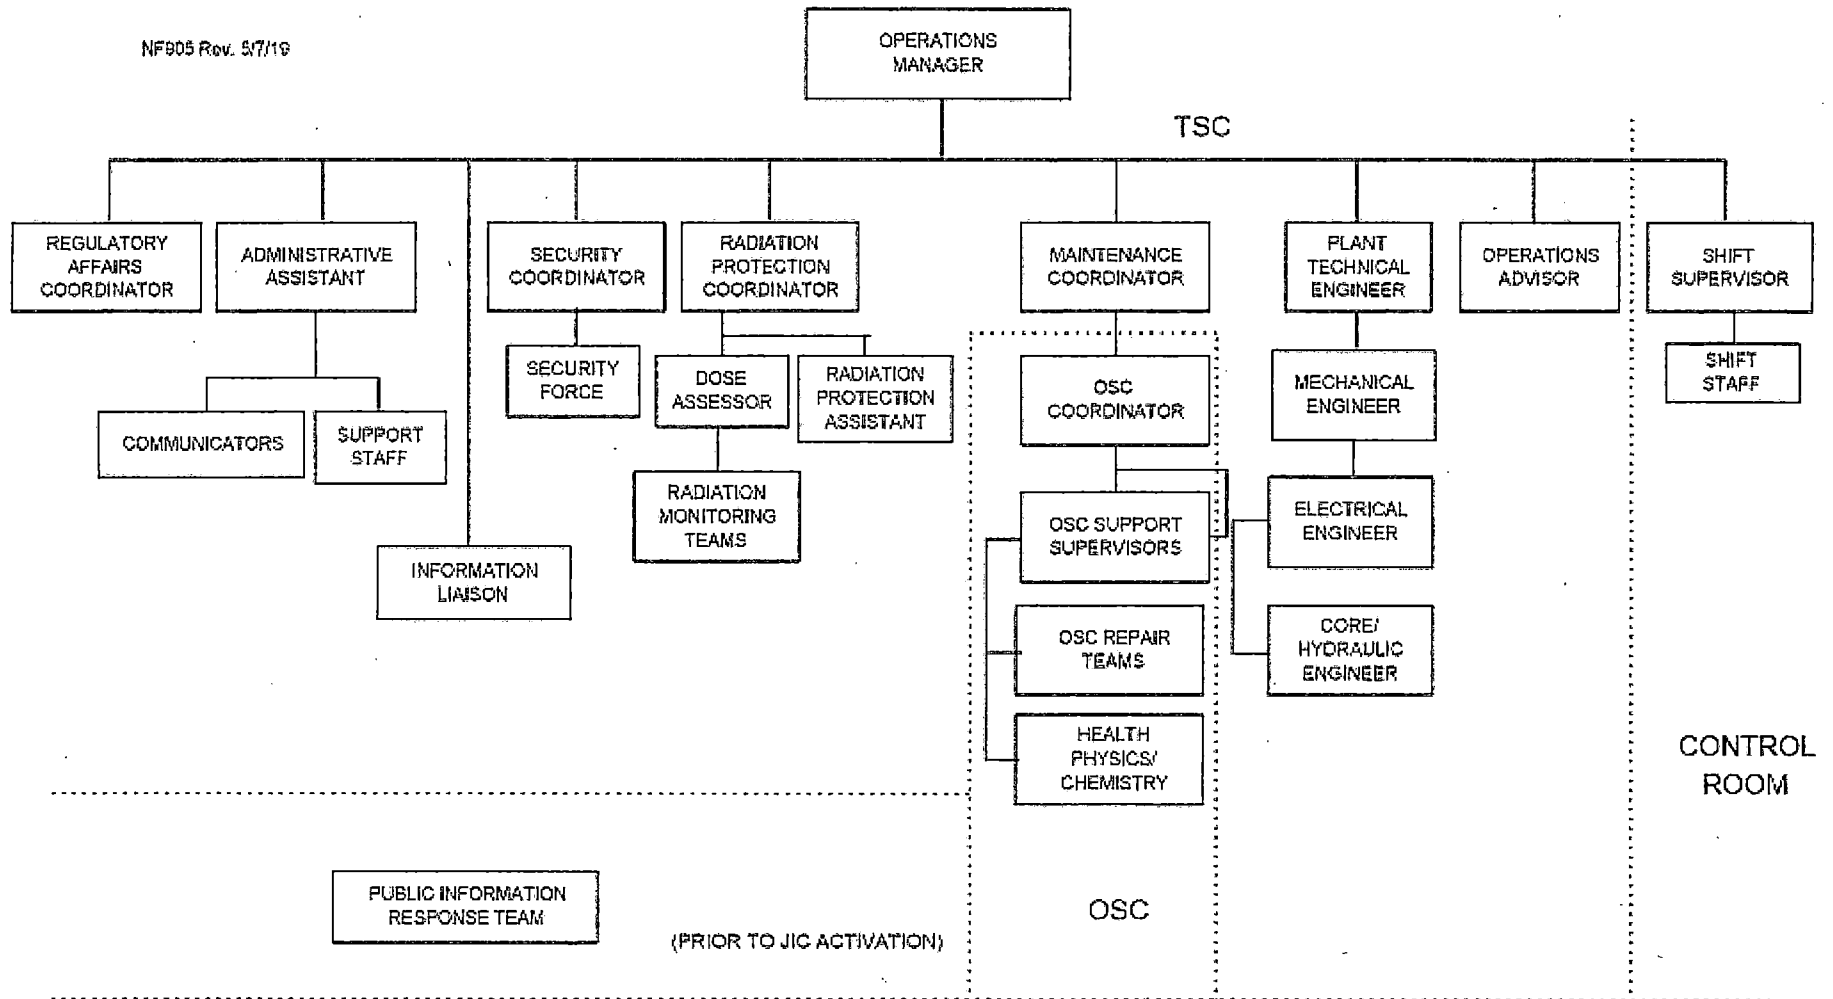 NF905 Rev. 5/7/19
OPERATIONS
MANAGER
TSC
REGULATORY
AFFAIRS
COORDINATOR
ADMINISTRATIVE
ASSISTANT
SECURITY
COORDINATOR
RADIATION
PROTECTION
COORDINATOR
MAINTENANCE
COORDINATOR
PLANT
TECHNICAL
ENGINEER
OPERATIONS
ADVISOR
SHIFT
SUPERVISOR
COMMUNICATORS
SUPPORT
STAFF
SECURITY
FORCE
DOSE
ASSESSOR
RADIATION
PROTECTION
ASSISTANT
OSC
COORDINATOR
MECHANICAL
ENGINEER
SHIFT
STAFF
RADIATION
MONITORING
TEAMS
OSC SUPPORT
SUPERVISORS
ELECTRICAL
ENGINEER
INFORMATION
LIAISON
OSC REPAIR
TEAMS
CORE/
HYDRAULIC
ENGINEER
HEALTH
PHYSICS/
CHEMISTRY
CONTROL
ROOM
PUBLIC INFORMATION
RESPONSE TEAM
(PRIOR TO JIC ACTIVATION)
OSC